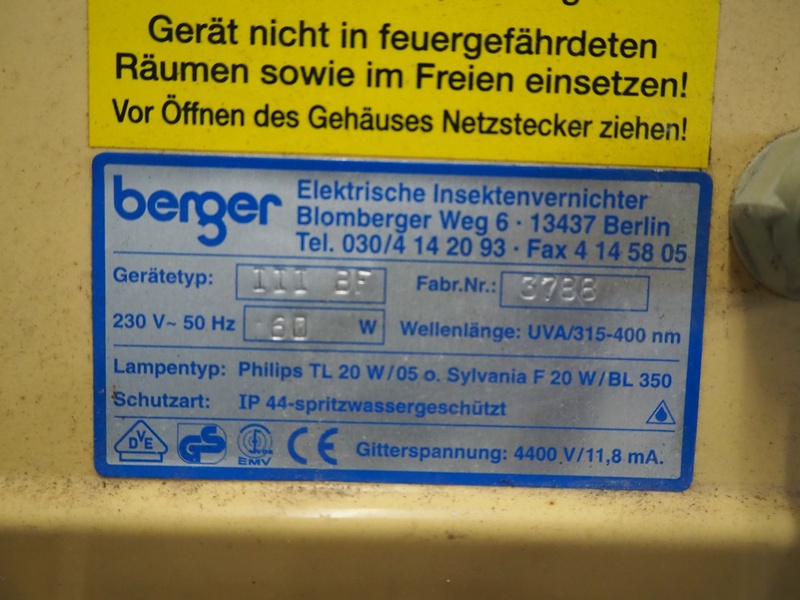 Gerät nicht in feuergefährdeten
Räumen sowie im Freien einsetzen!
Vor Öffnen des Gehäuses Netzstecker ziehen!
berger
Elektrische Insektenvernichter
Blomberger Weg 6 · 13437 Berlin
Tel. 030/4 14 20 93 · Fax 4 14 58 05
Gerätetyp: III BF Fabr.Nr.: 3788
230 V~ 50 Hz 60 W Wellenlänge: UVA/315-400 nm
Lampentyp: Philips TL 20 W/05 o. Sylvania F 20 W/BL 350
Schutzart: IP 44-spritzwassergeschützt
DVE GS VDE EMV CE Gitterspannung: 4400 V/11,8 mA.